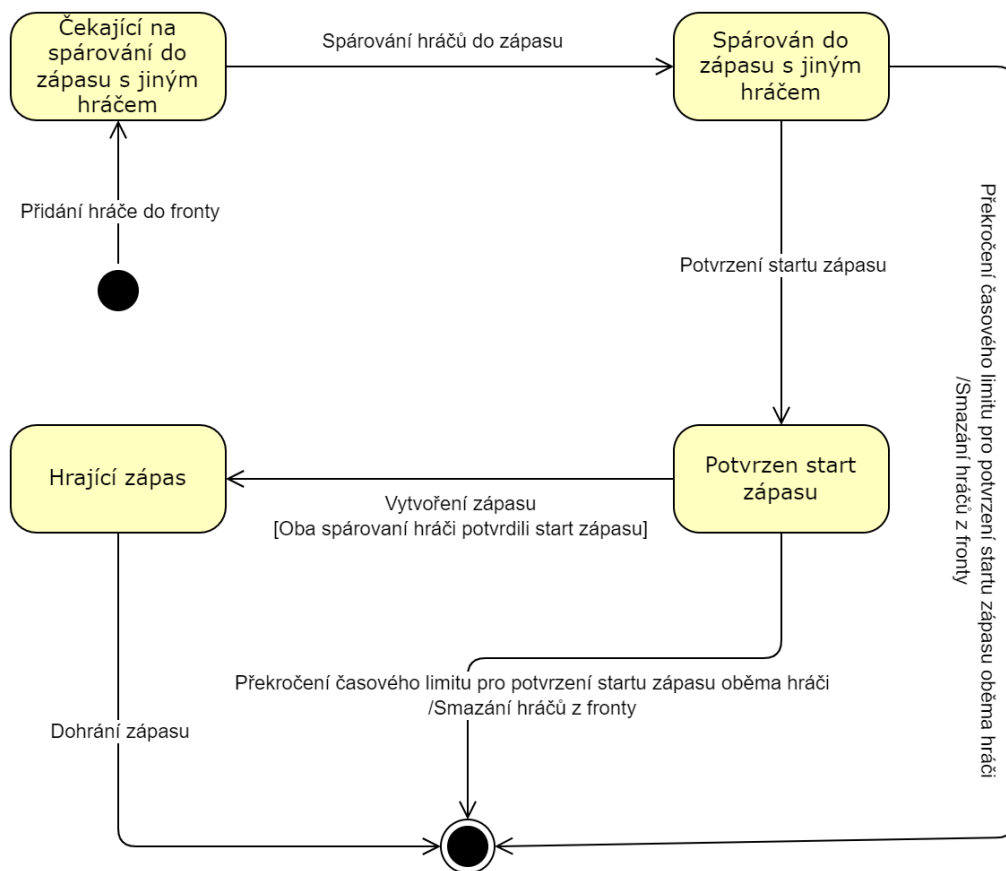 Čekající na
spárování do
zápasu s jiným
hráčem
Spárování hráčů do zápasu
Spárován do
zápasu s jiným
hráčem
Přidání hráče do fronty
Potvrzení startu zápasu
Překročení časového limitu pro potvrzení startu zápasu oběma hráči
/Smazání hráčů z fronty
Hrající zápas
Vytvoření zápasu
[Oba spárovaní hráči potvrdili start zápasu]
Potvrzen start
zápasu
Překročení časového limitu pro potvrzení startu zápasu oběma hráči
/Smazání hráčů z fronty
Dohrání zápasu